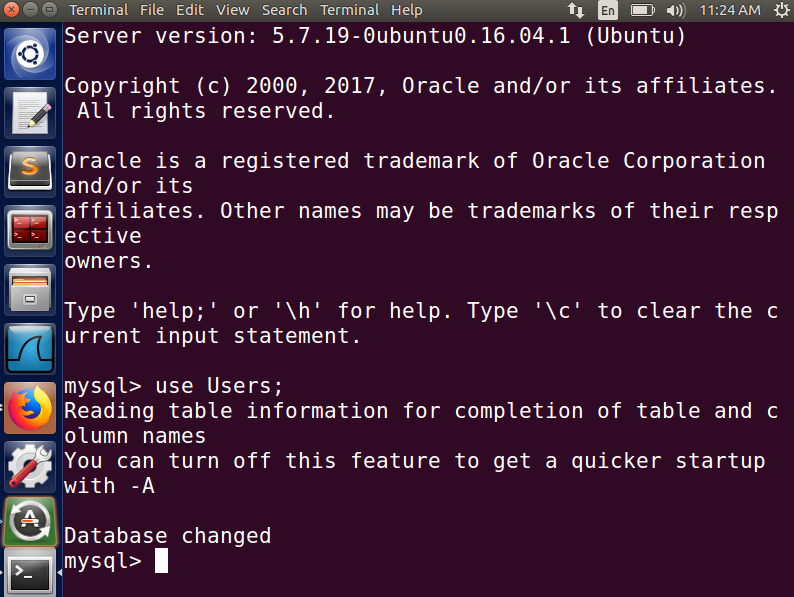 Terminal File Edit View Search Terminal Help En 11:24 AM
Server version: 5.7.19-0ubuntu0.16.04.1 (Ubuntu)
Copyright (c) 2000, 2017, Oracle and/or its affiliates.
All rights reserved.
Oracle is a registered trademark of Oracle Corporation
and/or its
affiliates. Other names may be trademarks of their resp
ective
owners.
Type 'help;' or '\h' for help. Type '\c' to clear the c
urrent input statement.
mysql> use Users;
Reading table information for completion of table and c
olumn names
You can turn off this feature to get a quicker startup
with -A
Database changed
mysql>